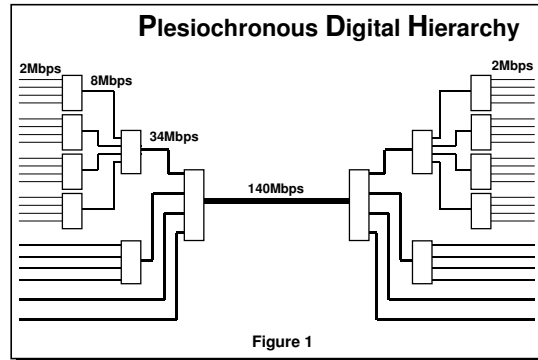 Plesiochronous Digital Hierarchy
2Mbps
8Mbps
34Mbps
140Mbps
2Mbps
Figure 1